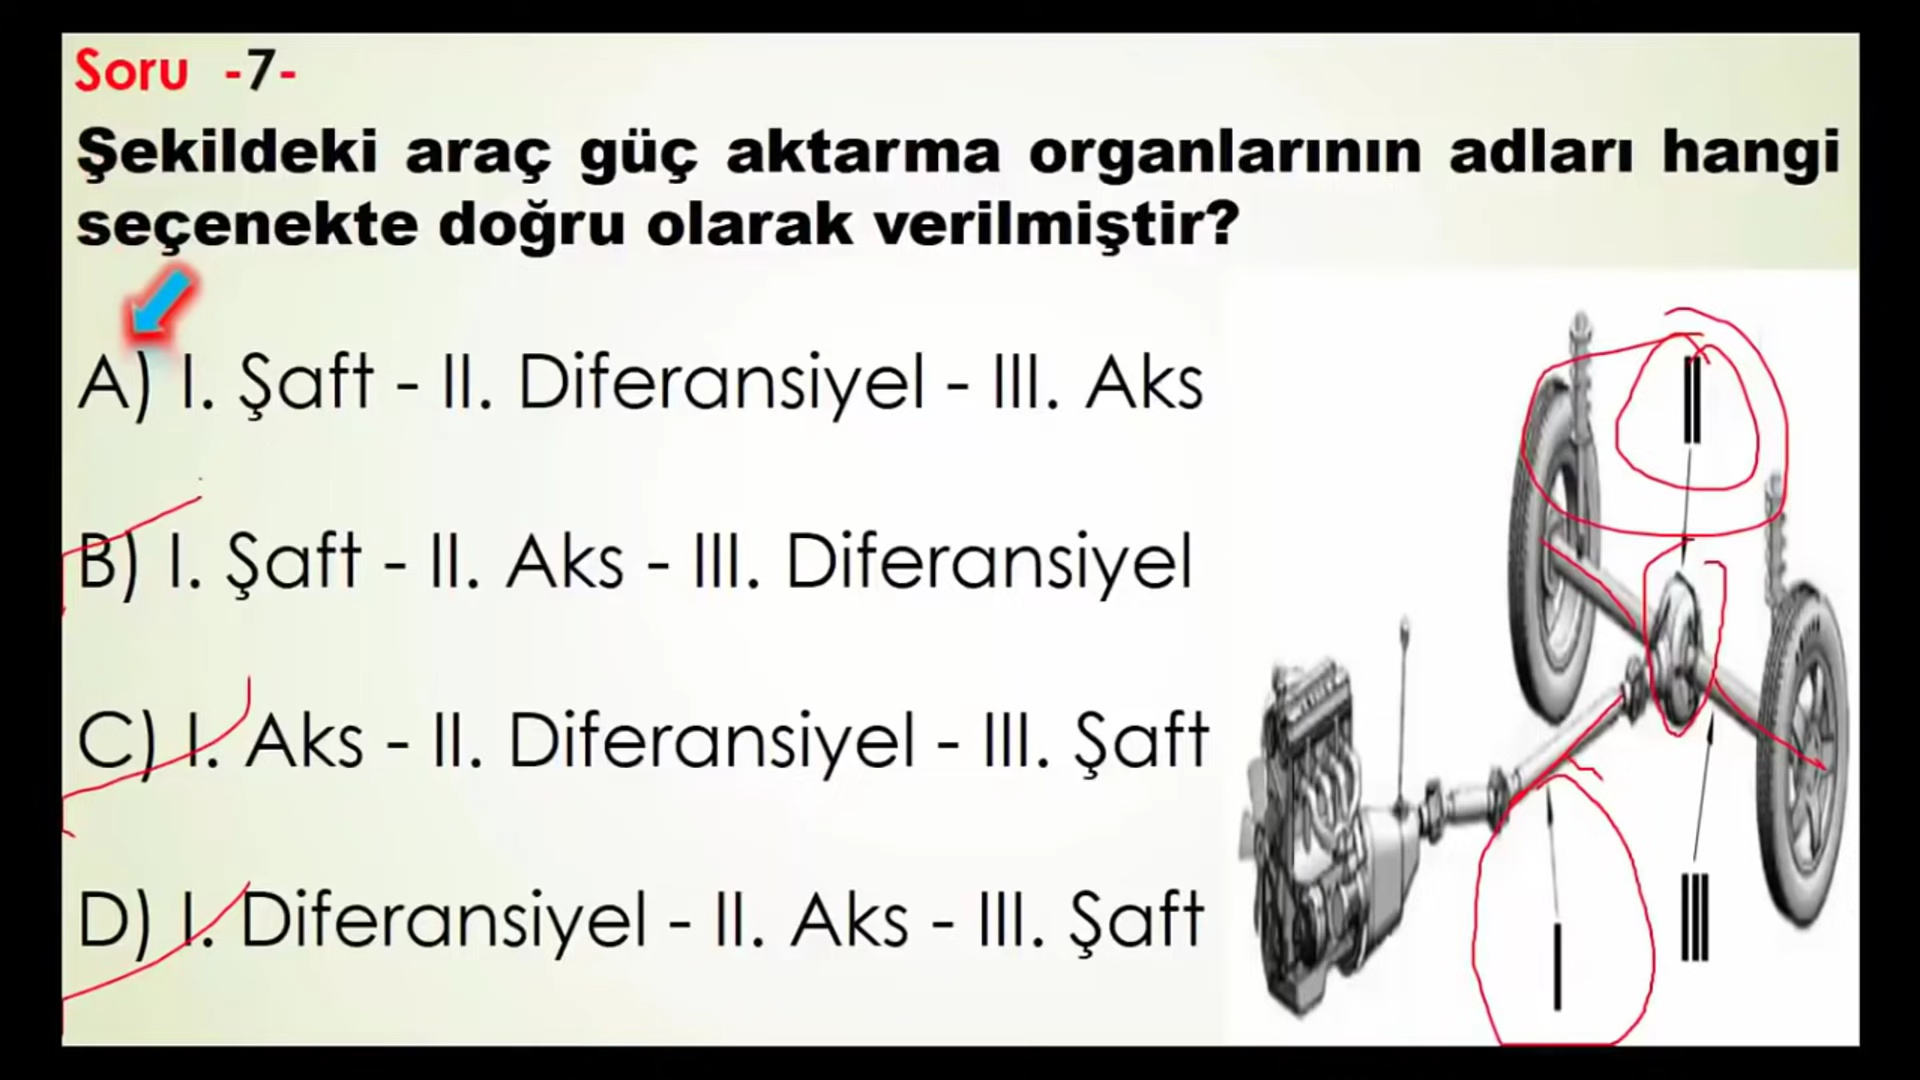 Soru -7-
Şekildeki araç güç aktarma organlarının adları hangi
seçenekte doğru olarak verilmiştir?
A) I. Şaft - II. Diferansiyel - III. Aks
B) I. Şaft - II. Aks - III. Diferansiyel
C) I. Aks - II. Diferansiyel - III. Şaft
D) I. Diferansiyel - II. Aks - III. Şaft
II
III
I